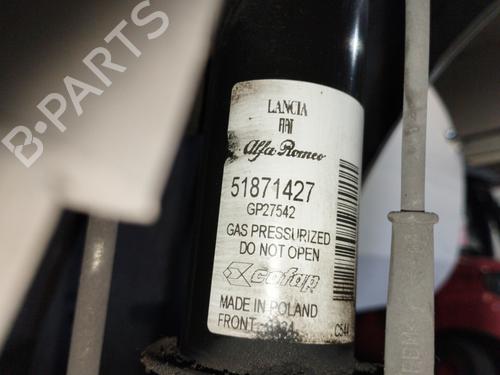 B-PARTS
LANCIA
FIAT
Alfa Romeo
51871427
GP27542
GAS PRESSURIZED
DO NOT OPEN
cofap
MADE IN POLAND
FRONT